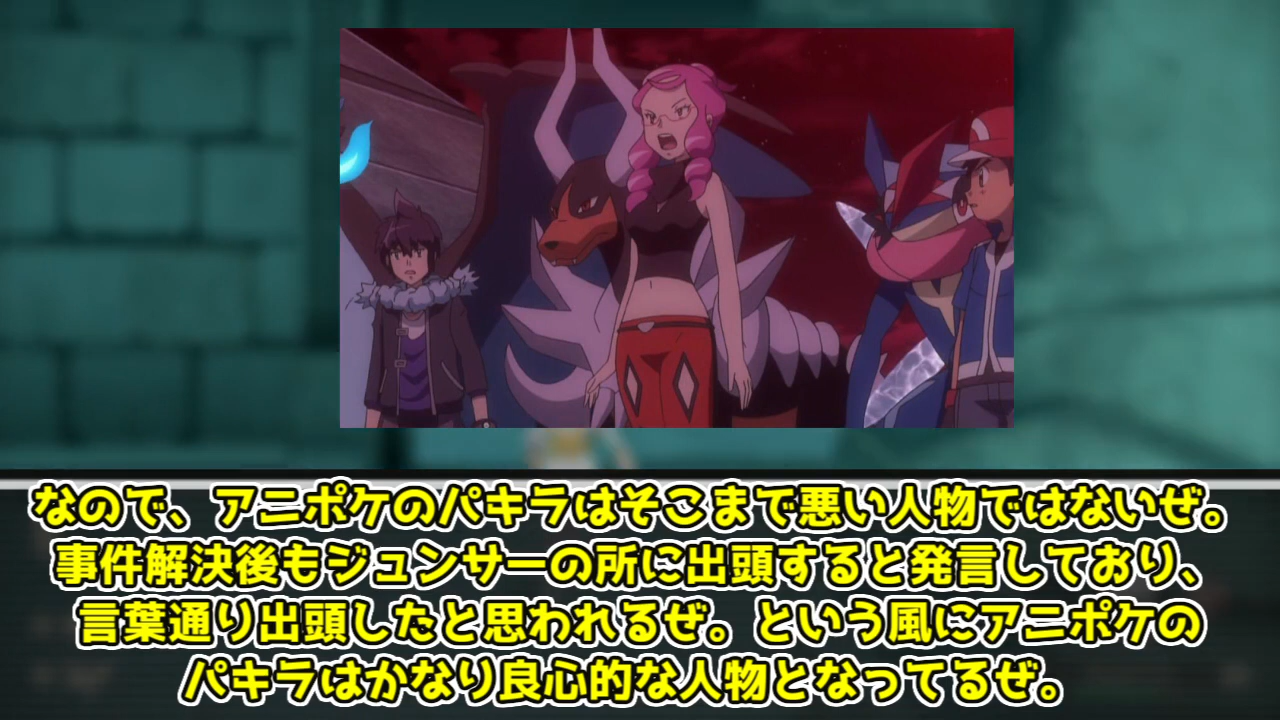 なので、アニポケのパキラはそこまで悪い人物ではないぜ。
事件解決後もジュンサーの所に出頭すると発言しており、
言葉通り出頭したと思われるぜ。という風にアニポケの
パキラはかなり良心的な人物となってるぜ。